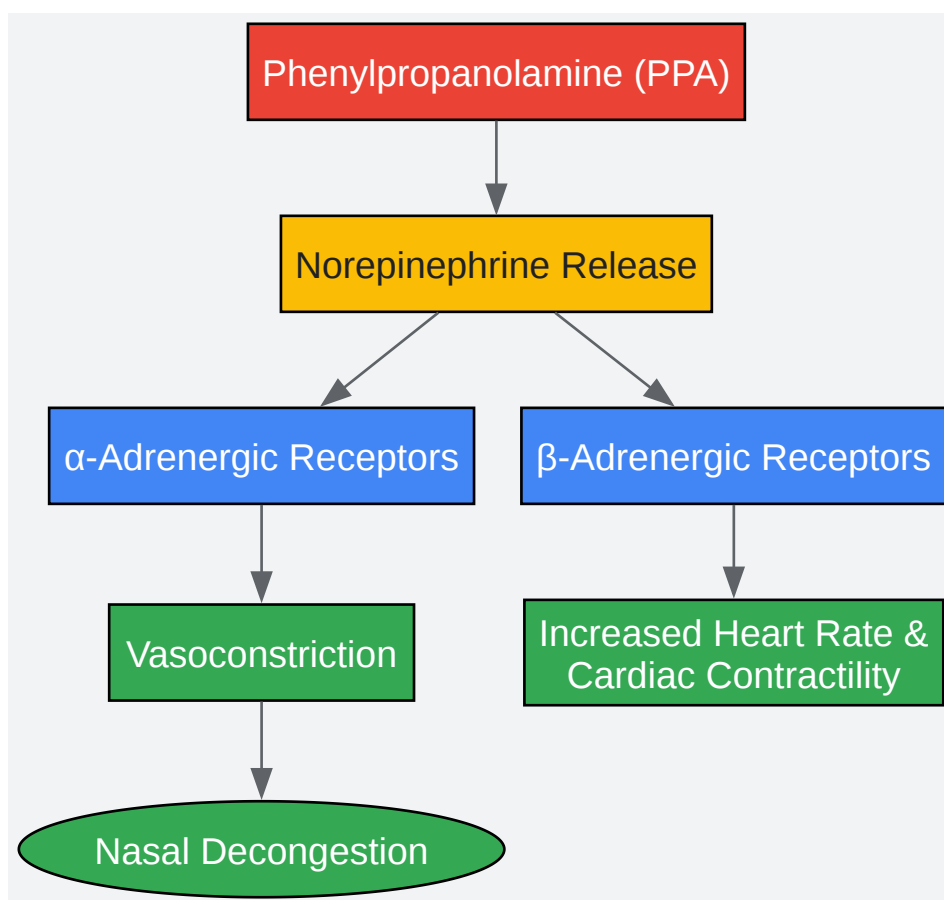 Phenylpropanolamine (PPA)
Norepinephrine Release
α-Adrenergic Receptors
β-Adrenergic Receptors
Vasoconstriction
Increased Heart Rate &
Cardiac Contractility
Nasal Decongestion